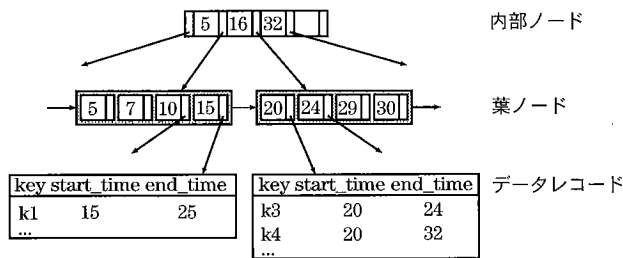 5 16 32 内部ノード
5 7 10 15 20 24 29 30 葉ノード
key start_time end_time key start_time end_time データレコード
k1 15 25 k3 20 24
... k4 20 32
...